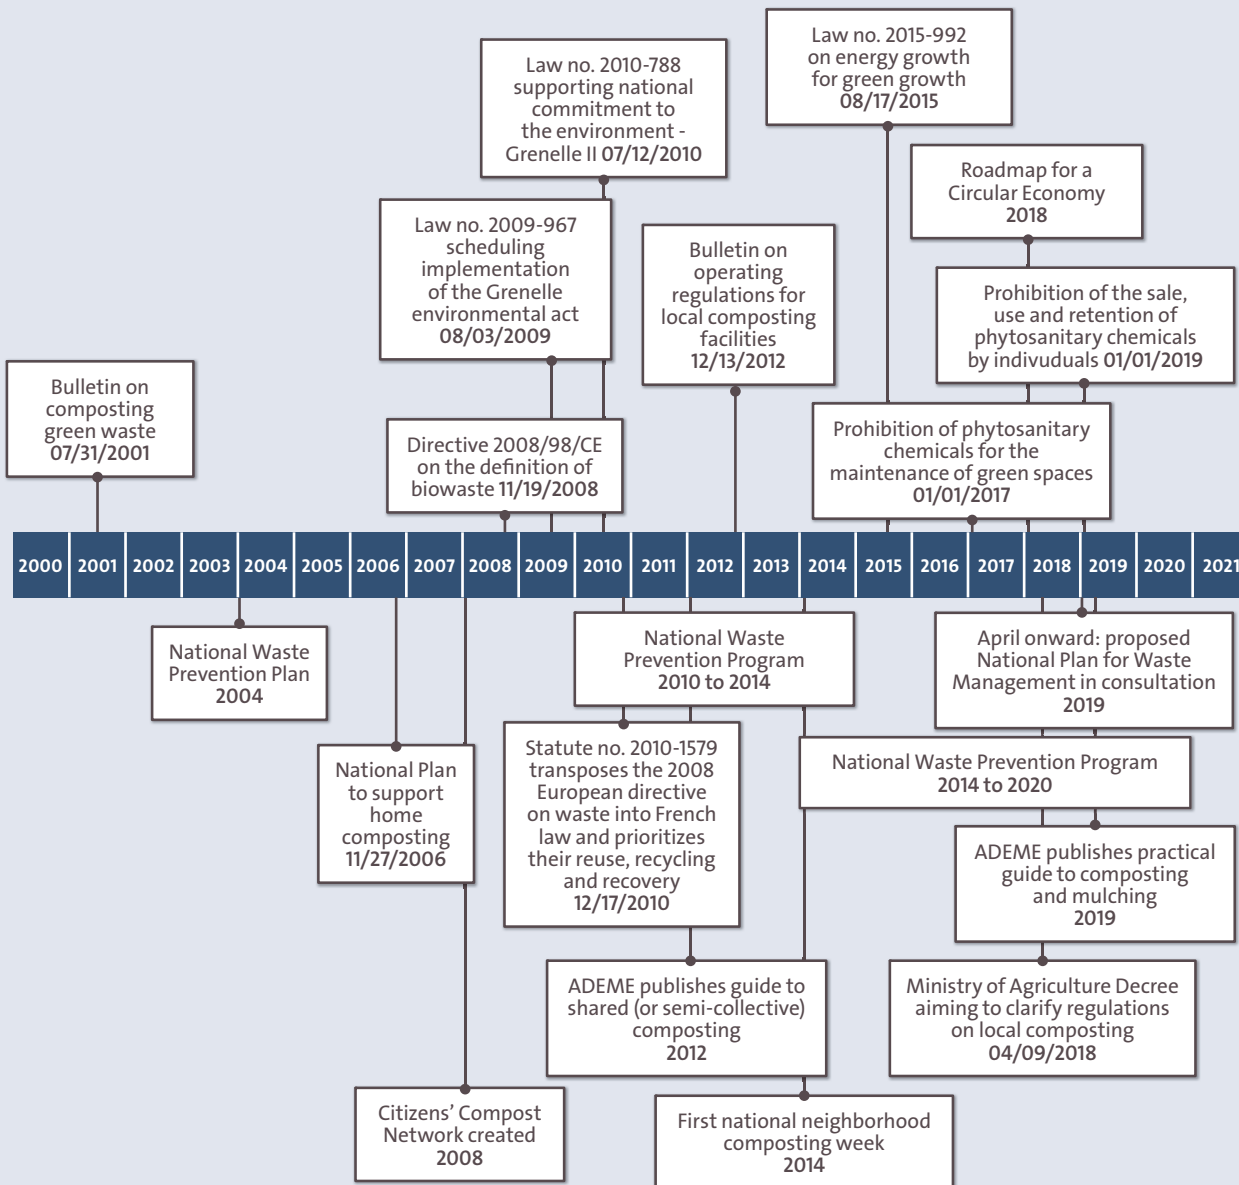 Law no. 2015-992
on energy growth
for green growth
08/17/2015
Law no. 2010-788
supporting national
commitment to
the environment -
Grenelle II 07/12/2010
Roadmap for a
Circular Economy
2018
Law no. 2009-967
scheduling
implementation
of the Grenelle
environmental act
08/03/2009
Bulletin on
operating
regulations for
local composting
facilities
12/13/2012
Prohibition of the sale,
use and retention of
phytosanitary chemicals
by indivuduals 01/01/2019
Bulletin on
composting
green waste
07/31/2001
Directive 2008/98/CE
on the definition of
biowaste 11/19/2008
Prohibition of phytosanitary
chemicals for the
maintenance of green spaces
01/01/2017
2000 2001 2002 2003 2004 2005 2006 2007 2008 2009 2010 2011 2012 2013 2014 2015 2016 2017 2018 2019 2020 2021
National Waste
Prevention Plan
2004
National Waste
Prevention Program
2010 to 2014
April onward: proposed
National Plan for Waste
Management in consultation
2019
Statute no. 2010-1579
transposes the 2008
European directive
on waste into French
law and prioritizes
their reuse, recycling
and recovery
12/17/2010
National Plan
to support
home
composting
11/27/2006
National Waste Prevention Program
2014 to 2020
ADEME publishes practical
guide to composting
and mulching
2019
ADEME publishes guide to
shared (or semi-collective)
composting
2012
Ministry of Agriculture Decree
aiming to clarify regulations
on local composting
04/09/2018
Citizens' Compost
Network created
2008
First national neighborhood
composting week
2014